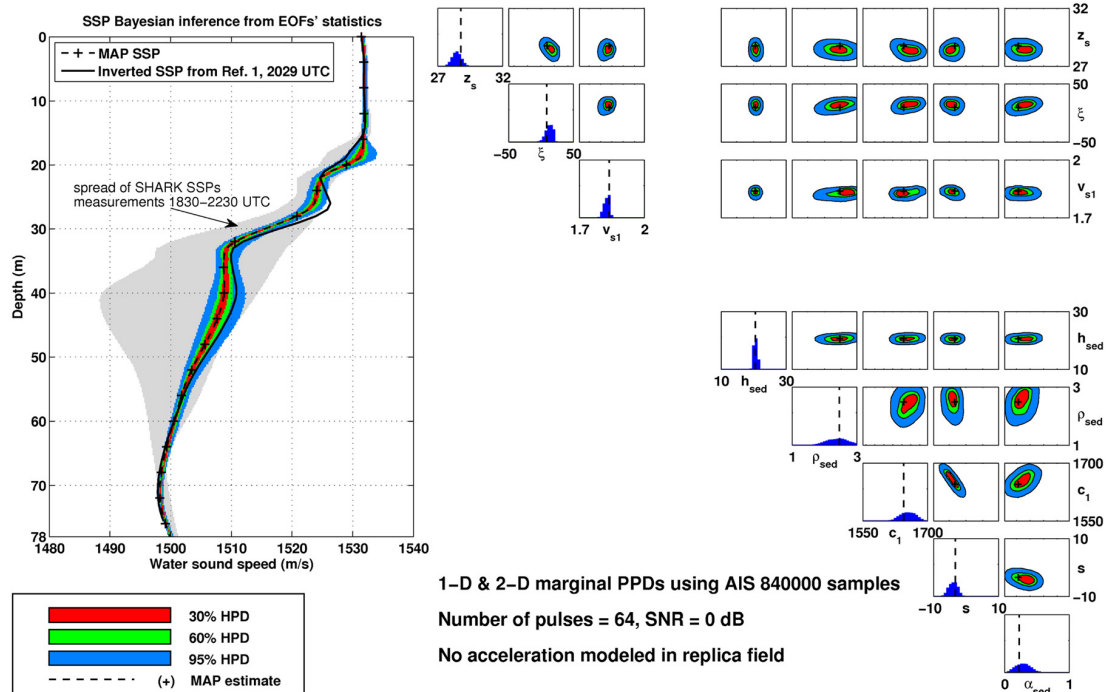 SSP Bayesian inference from EOFs' statistics
MAP SSP
Inverted SSP from Ref. 1, 2029 UTC
spread of SHARK SSPs
measurements 1830−2230 UTC
Depth (m)
0
10
20
30
40
50
60
70
78
1480 1490 1500 1510 1520 1530 1540
Water sound speed (m/s)
30% HPD
60% HPD
95% HPD
(+) MAP estimate
27 z_s 32
32
z_s
27
−50 ξ 50
50
ξ
−50
1.7 v_s1 2
2
v_s1
1.7
10 h_sed 30
30
h_sed
10
1 ρ_sed 3
3
ρ_sed
1
1550 c_1 1700
1700
c_1
1550
−10 s 10
10
s
−10
0 α_sed 1
1−D & 2−D marginal PPDs using AIS 840000 samples
Number of pulses = 64, SNR = 0 dB
No acceleration modeled in replica field